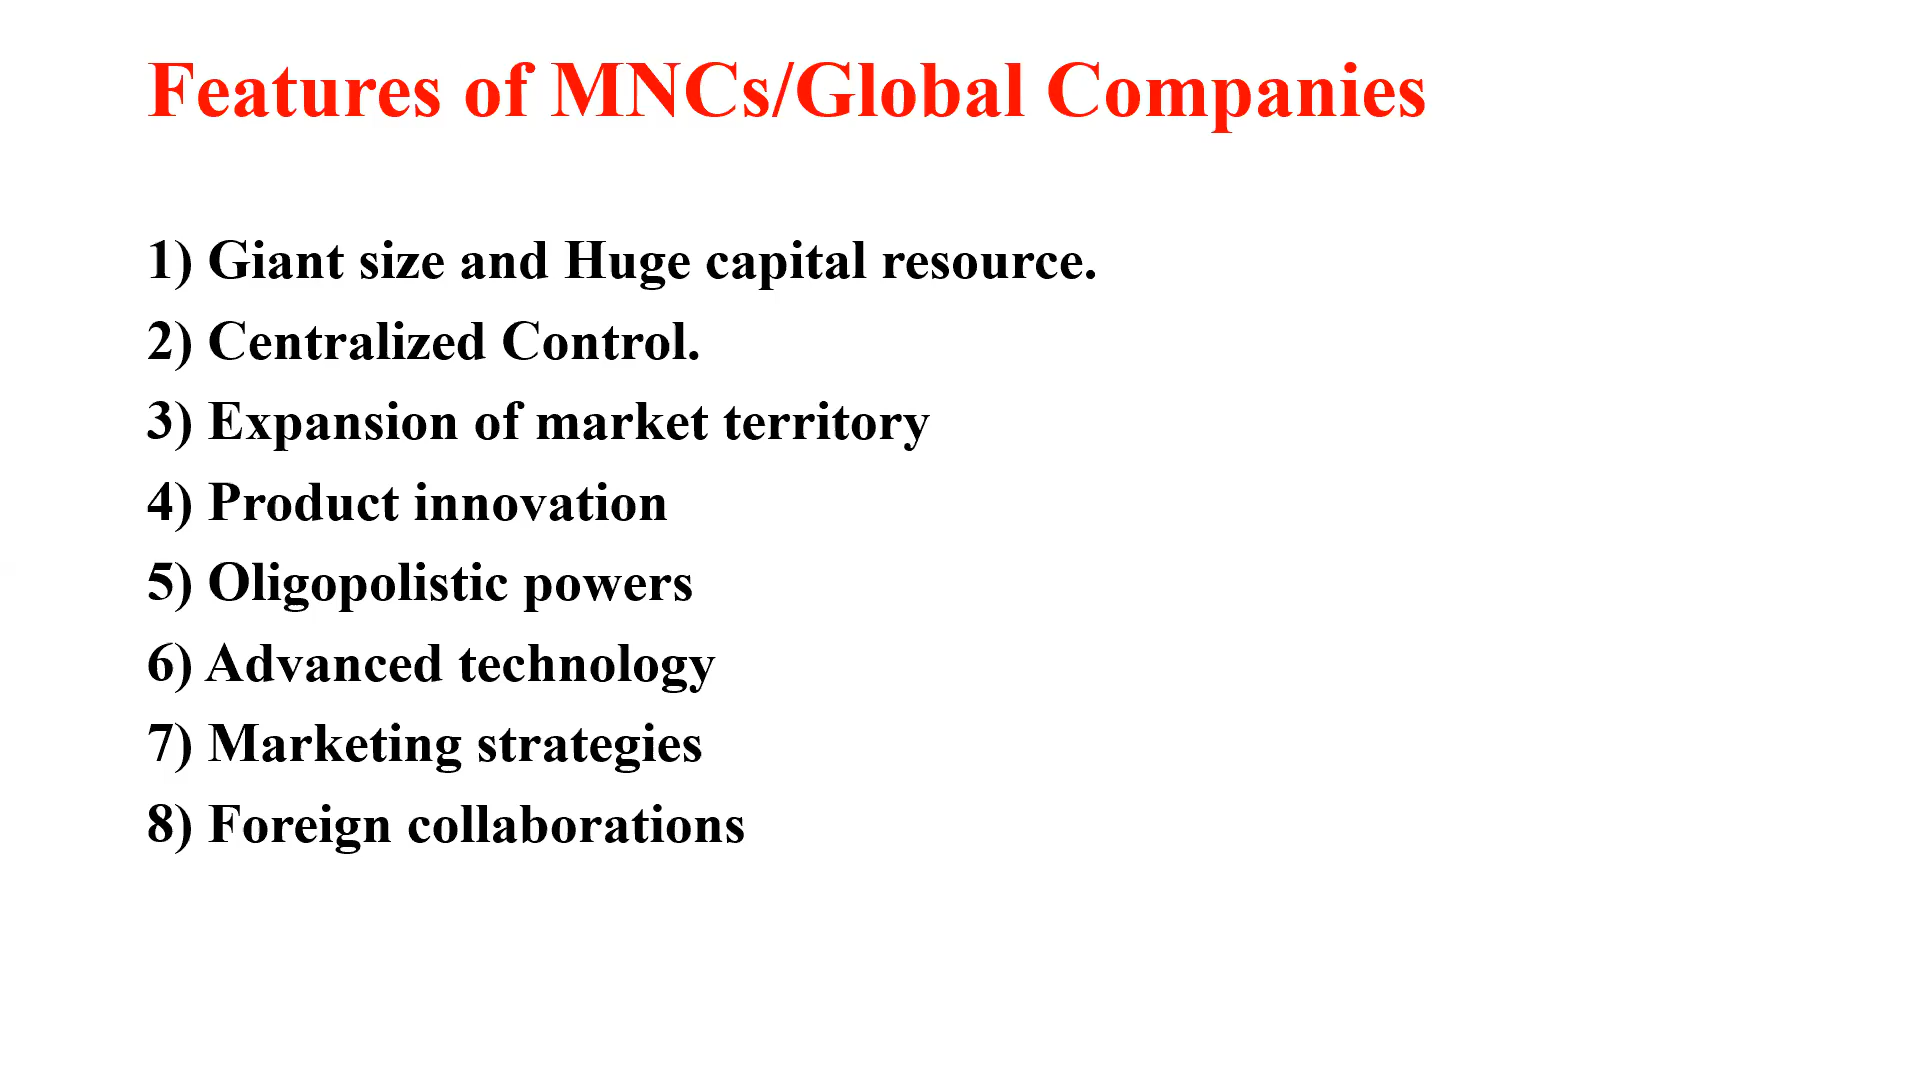 Features of MNCs/Global Companies
1) Giant size and Huge capital resource.
2) Centralized Control.
3) Expansion of market territory
4) Product innovation
5) Oligopolistic powers
6) Advanced technology
7) Marketing strategies
8) Foreign collaborations